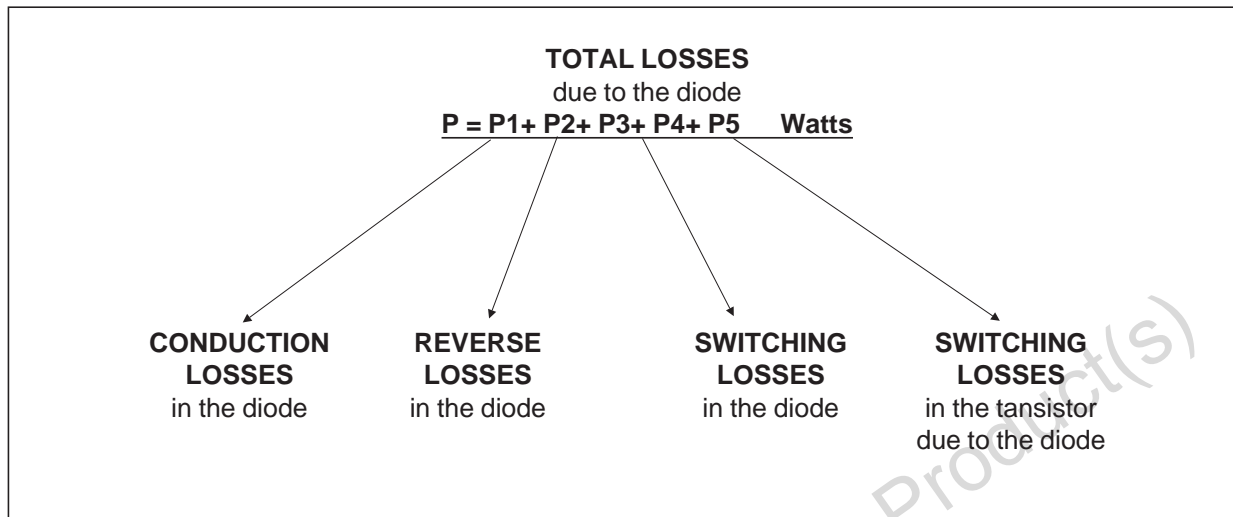 TOTAL LOSSES
due to the diode
P = P1+ P2+ P3+ P4+ P5 Watts
CONDUCTION
LOSSES
in the diode
REVERSE
LOSSES
in the diode
SWITCHING
LOSSES
in the diode
SWITCHING
LOSSES
in the tansistor
due to the diode
Product(s)